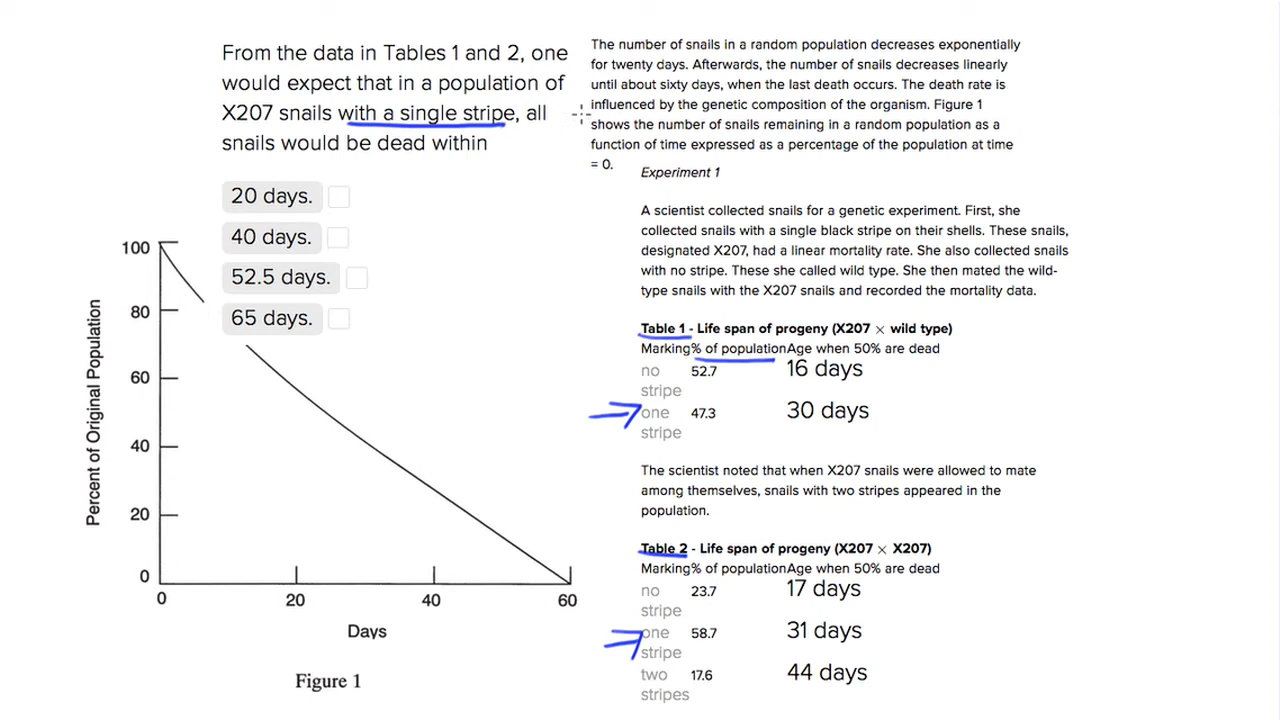 From the data in Tables 1 and 2, one
would expect that in a population of
X207 snails with a single stripe, all
snails would be dead within
20 days.
40 days.
52.5 days.
65 days.
100
80
60
40
20
0
0
20
40
60
Percent of Original Population
Days
Figure 1
The number of snails in a random population decreases exponentially
for twenty days. Afterwards, the number of snails decreases linearly
until about sixty days, when the last death occurs. The death rate is
influenced by the genetic composition of the organism. Figure 1
shows the number of snails remaining in a random population as a
function of time expressed as a percentage of the population at time
= 0.
Experiment 1
A scientist collected snails for a genetic experiment. First, she
collected snails with a single black stripe on their shells. These snails,
designated X207, had a linear mortality rate. She also collected snails
with no stripe. These she called wild type. She then mated the wild-
type snails with the X207 snails and recorded the mortality data.
Table 1 - Life span of progeny (X207 × wild type)
Marking% of populationAge when 50% are dead
no 52.7 16 days
stripe
one 47.3 30 days
stripe
The scientist noted that when X207 snails were allowed to mate
among themselves, snails with two stripes appeared in the
population.
Table 2 - Life span of progeny (X207 × X207)
Marking% of populationAge when 50% are dead
no 23.7 17 days
stripe
one 58.7 31 days
stripe
two 17.6 44 days
stripes